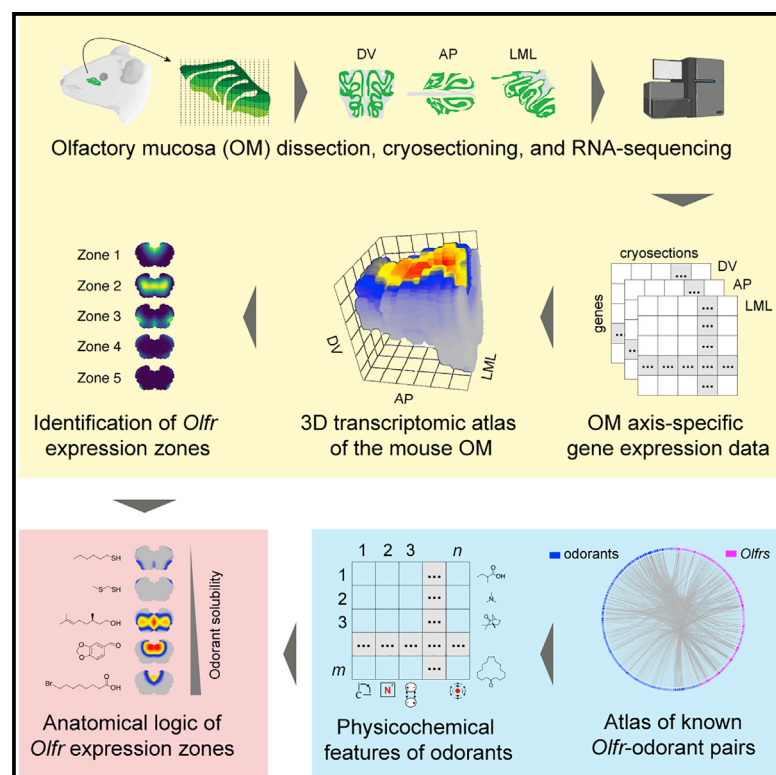 DV AP LML
Olfactory mucosa (OM) dissection, cryosectioning, and RNA-sequencing
Zone 1
Zone 2
Zone 3
Zone 4
Zone 5
Identification of Olfr
expression zones
DV
AP
LML
3D transcriptomic atlas
of the mouse OM
cryosections
DV
AP
LML
genes
...
...
...
...
... ... ... ... ...
...
OM axis-specific
gene expression data
SH
S SH
OH
O
O
O
Br
O
OH
Odorant solubility
Anatomical logic of
Olfr expression zones
1 2 3 n
1 ...
2 ...
3 ...
... ... ... ... ...
m ...
O
OH
N
O
C
N
Physicochemical
features of odorants
odorants Olfrs
Atlas of known
Olfr-odorant pairs